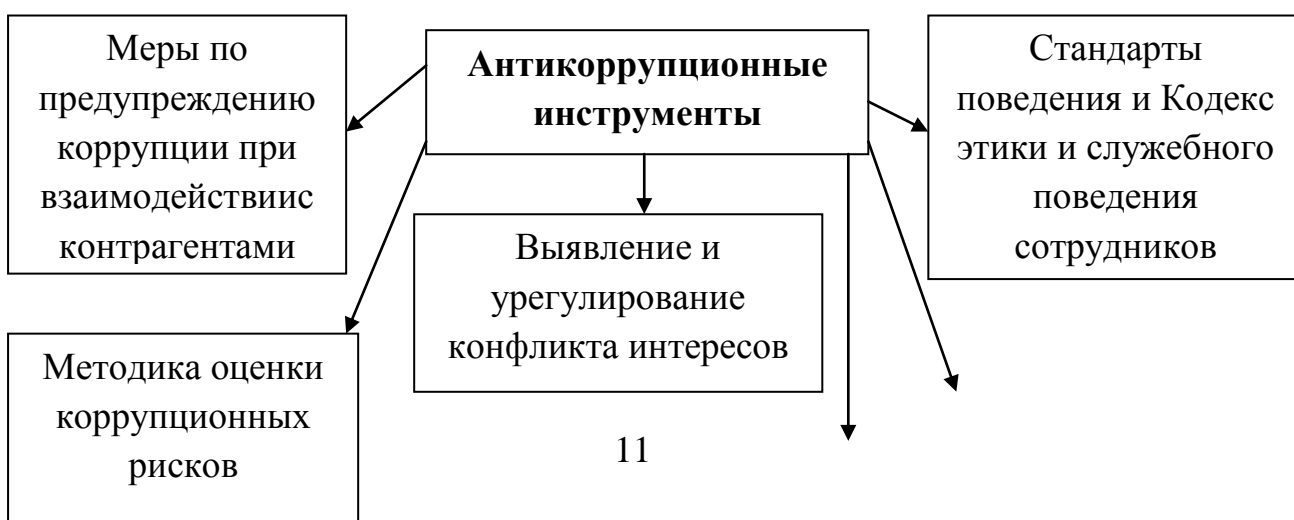 Меры по
предупреждению
коррупции при
взаимодействиис
контрагентами
Антикоррупционные
инструменты
Стандарты
поведения и Кодекс
этики и служебного
поведения
сотрудников
Выявление и
урегулирование
конфликта интересов
Методика оценки
коррупционных
рисков
11